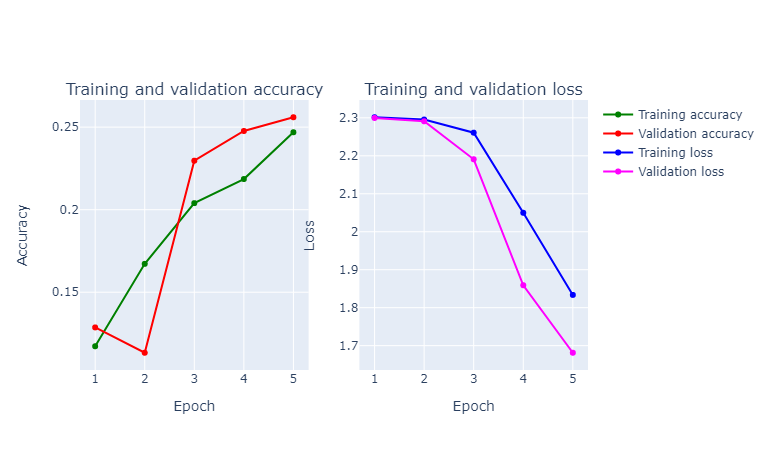 Training and validation accuracy
Training and validation loss
0.25
0.2
0.15
Accuracy
1 2 3 4 5
Epoch
2.3
2.2
2.1
2
1.9
1.8
1.7
Loss
1 2 3 4 5
Epoch
Training accuracy
Validation accuracy
Training loss
Validation loss